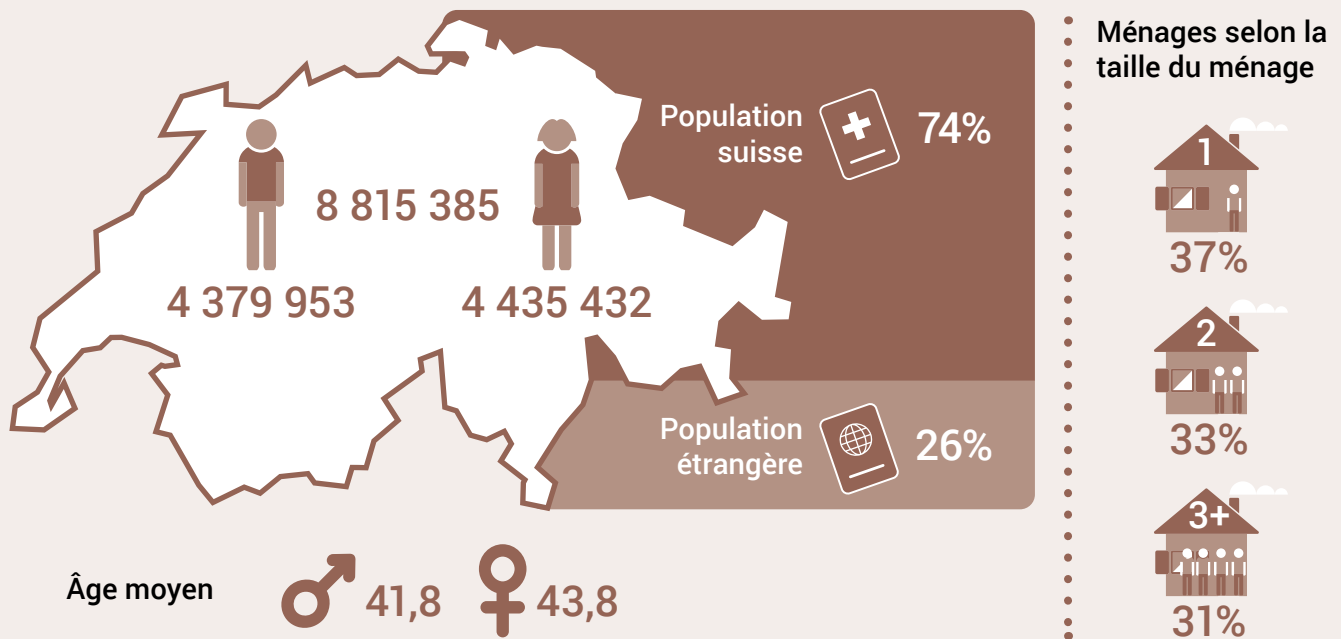 Population
suisse
74%
8 815 385
4 379 953
4 435 432
Population
étrangère
26%
Âge moyen
41,8
43,8
Ménages selon la
taille du ménage
1
37%
2
33%
3+
31%